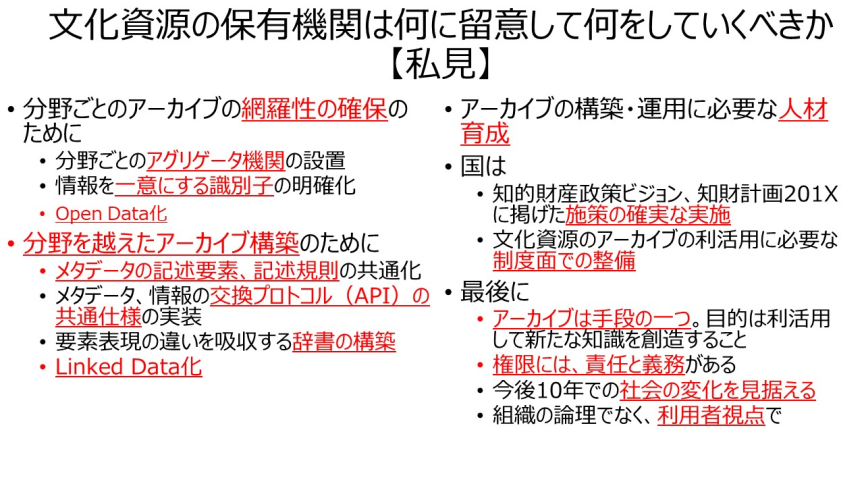 文化資源の保有機関は何に留意して何をしていくべきか
【私見】
• 分野ごとのアーカイブの網羅性の確保の
ために
• 分野ごとのアグリゲータ機関の設置
• 情報を一意にする識別子の明確化
• Open Data化
• 分野を越えたアーカイブ構築のために
• メタデータの記述要素、記述規則の共通化
• メタデータ、情報の交換プロトコル（API）の
共通仕様の実装
• 要素表現の違いを吸収する辞書の構築
• Linked Data化
• アーカイブの構築・運用に必要な人材
育成
• 国は
• 知的財産政策ビジョン、知財計画201X
に掲げた施策の確実な実施
• 文化資源のアーカイブの利活用に必要な
制度面での整備
• 最後に
• アーカイブは手段の一つ。目的は利活用
して新たな知識を創造すること
• 権限には、責任と義務がある
• 今後10年での社会の変化を見据える
• 組織の論理でなく、利用者視点で